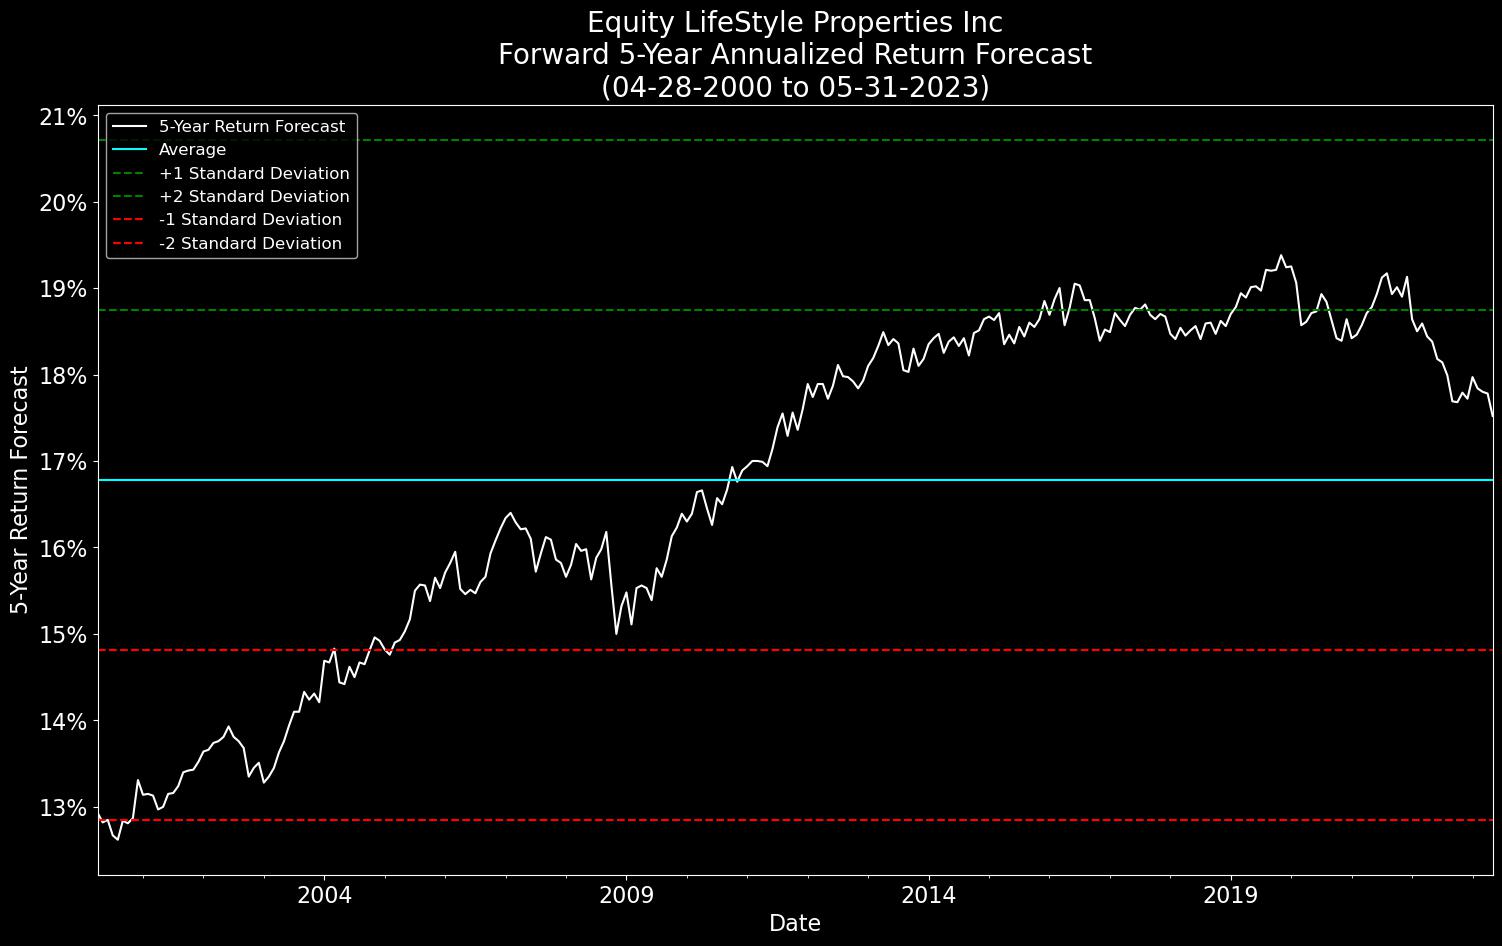 Equity LifeStyle Properties Inc
Forward 5-Year Annualized Return Forecast
(04-28-2000 to 05-31-2023)
21%
20%
19%
18%
17%
16%
15%
14%
13%
5-Year Return Forecast
5-Year Return Forecast
Average
+1 Standard Deviation
+2 Standard Deviation
-1 Standard Deviation
-2 Standard Deviation
2004
2009
2014
2019
Date